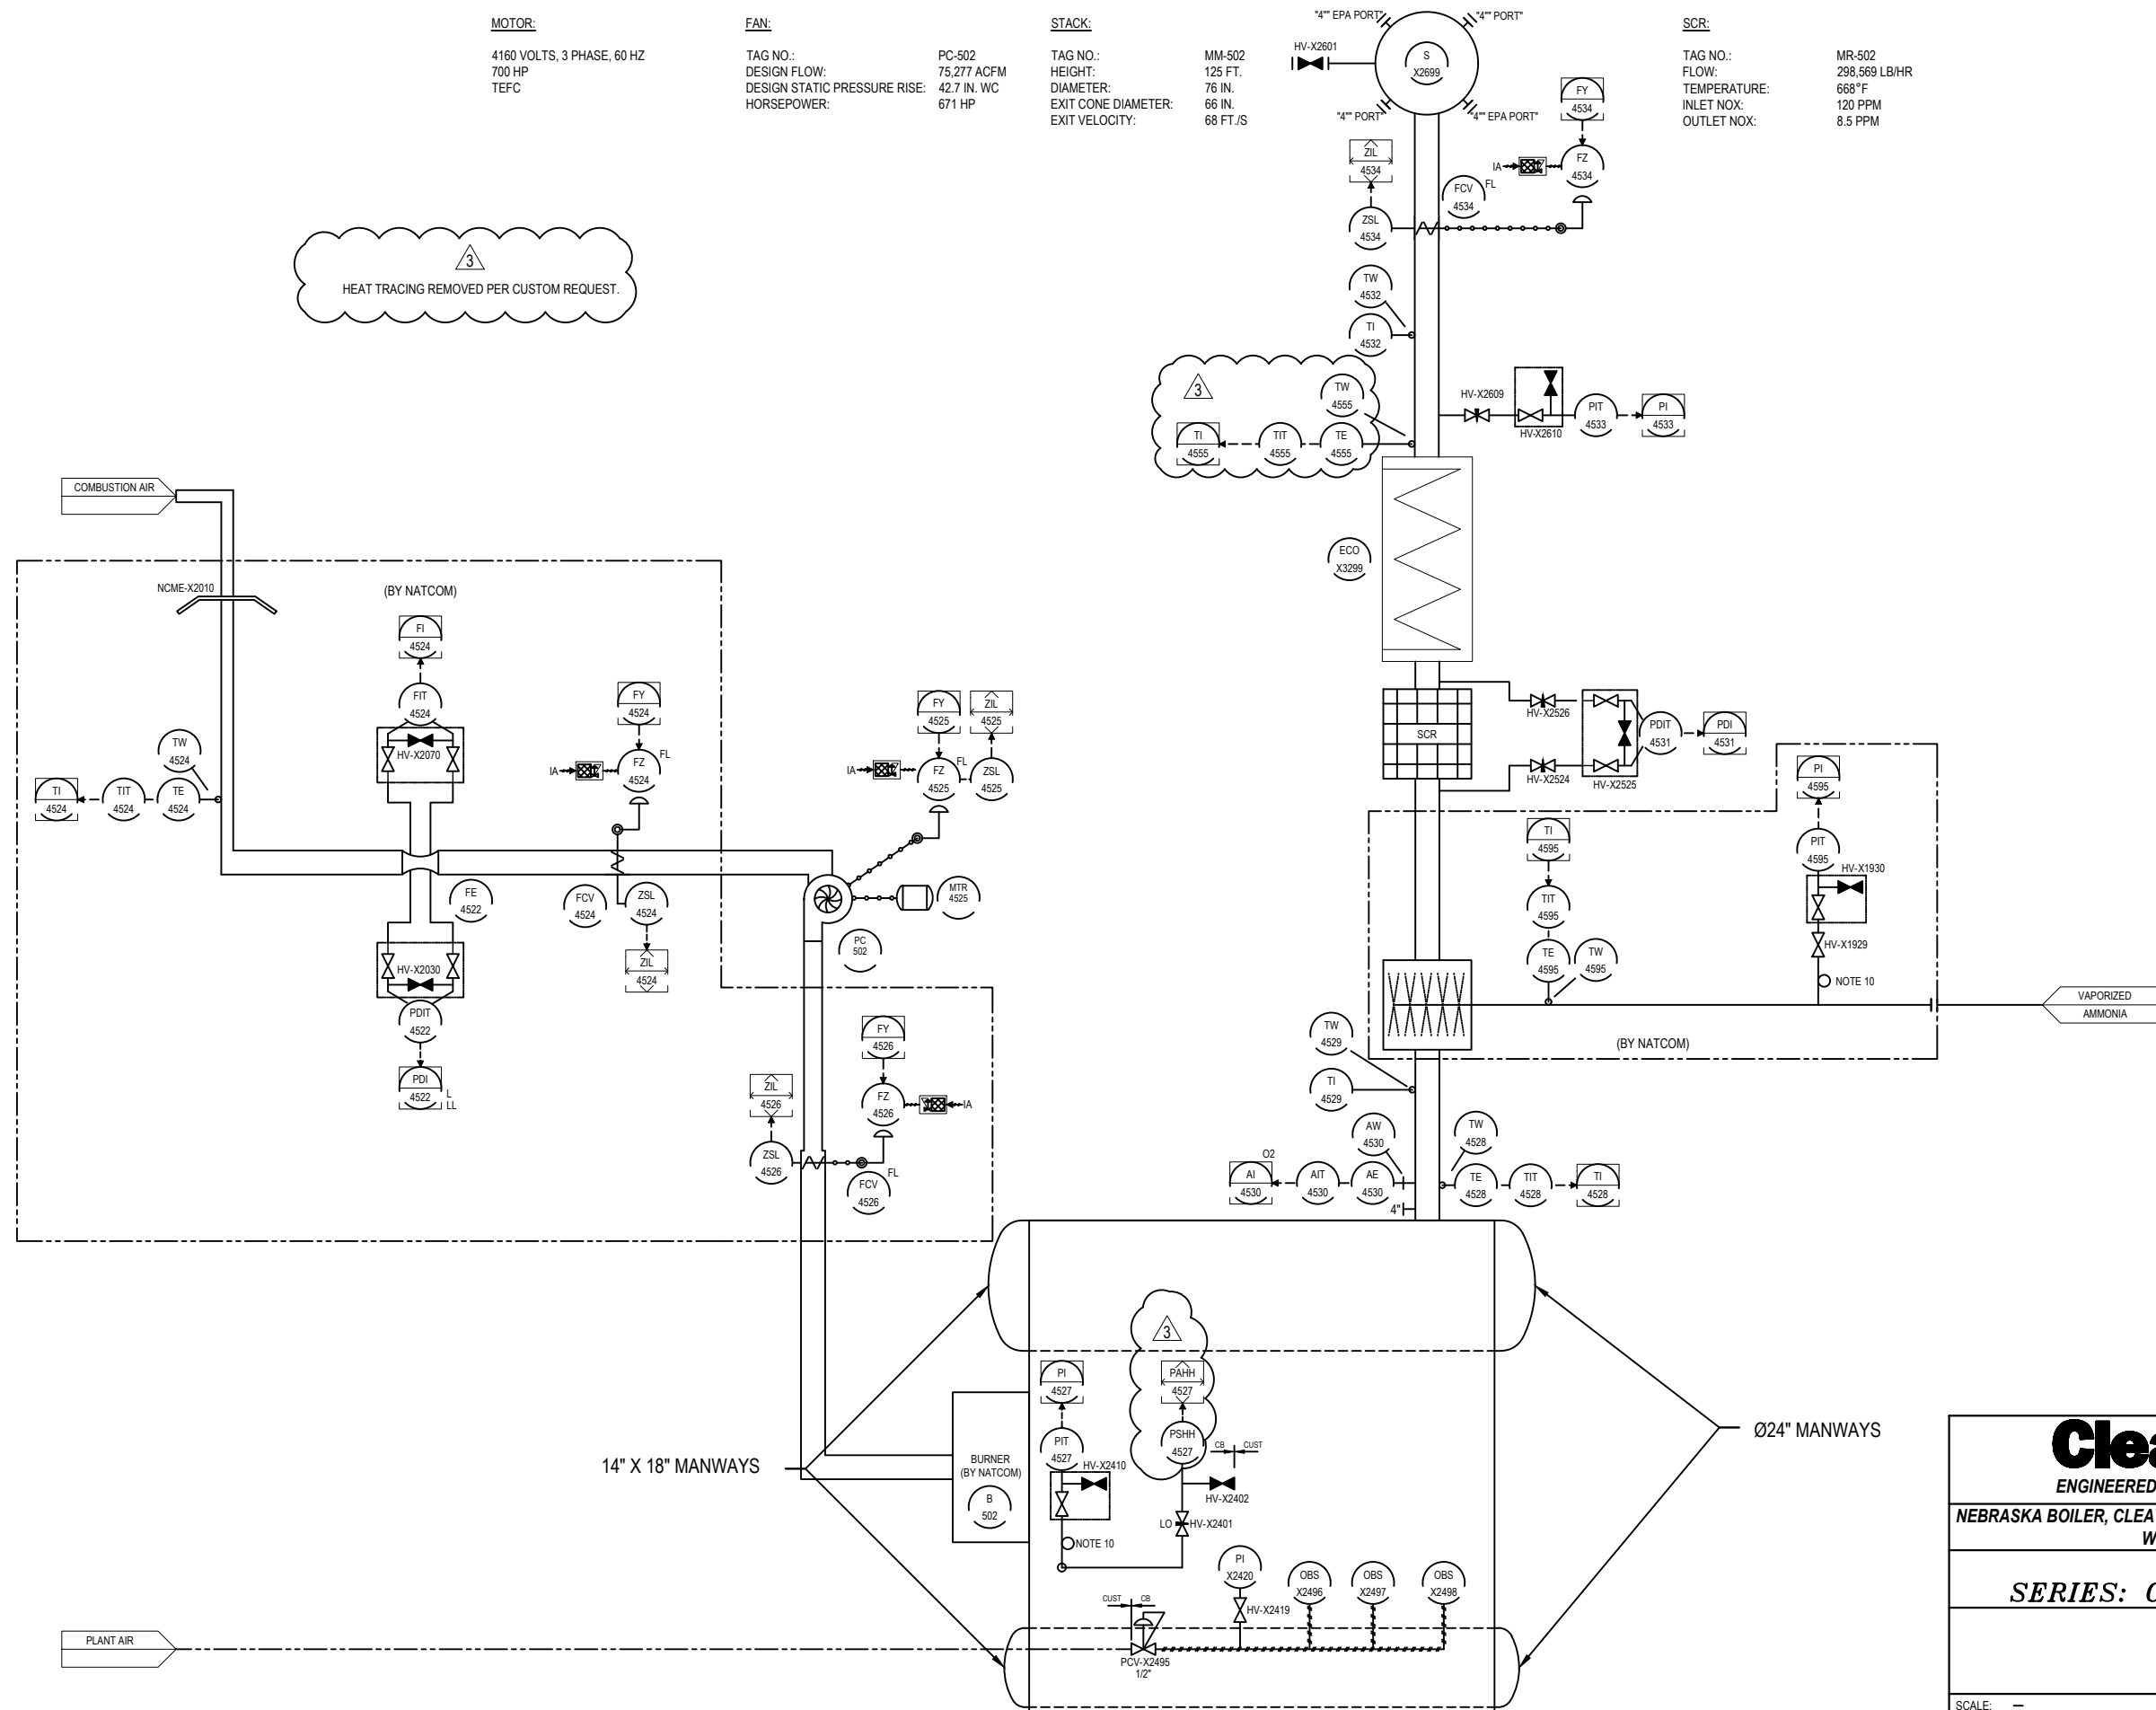 MOTOR:
4160 VOLTS, 3 PHASE, 60 HZ
700 HP
TEFC
FAN:
TAG NO.: PC-502
DESIGN FLOW: 75,277 ACFM
DESIGN STATIC PRESSURE RISE: 42.7 IN. WC
HORSEPOWER: 671 HP
STACK:
TAG NO.: MM-502
HEIGHT: 125 FT.
DIAMETER: 76 IN.
EXIT CONE DIAMETER: 66 IN.
EXIT VELOCITY: 68 FT./S
SCR:
TAG NO.: MR-502
FLOW: 298,569 LB/HR
TEMPERATURE: 668°F
INLET NOX: 120 PPM
OUTLET NOX: 8.5 PPM
"4"" EPA PORT"
"4"" PORT"
HV-X2601
S
X2699
"4"" PORT"
"4"" EPA PORT"
FY
4534
ZIL
4534
IA
FZ
4534
FCV
4534
FL
ZSL
4534
3
HEAT TRACING REMOVED PER CUSTOM REQUEST.
TW
4532
TI
4532
3
TW
4555
TI
4555
TIT
4555
TE
4555
HV-X2609
HV-X2610
PIT
4533
PI
4533
COMBUSTION AIR
ECO
X3299
NCME-X2010
(BY NATCOM)
FI
4524
FIT
4524
HV-X2070
TW
4524
TI
4524
TIT
4524
TE
4524
FY
4524
IA
FZ
4524
FL
FY
4525
ZIL
4525
IA
FZ
4525
FL
ZSL
4525
SCR
HV-X2526
HV-X2524
HV-X2525
PDIT
4531
PDI
4531
PI
4595
PIT
4595
HV-X1930
HV-X1929
NOTE 10
TI
4595
TIT
4595
TE
4595
TW
4595
(BY NATCOM)
VAPORIZED
AMMONIA
FE
4522
FCV
4524
ZSL
4524
ZIL
4524
MTR
4525
PC
502
HV-X2030
PDIT
4522
PDI
4522
L
LL
FY
4526
ZIL
4526
FZ
4526
IA
ZSL
4526
FCV
4526
FL
TW
4529
TI
4529
AW
4530
TW
4528
O2
AI
4530
AIT
4530
AE
4530
TE
4528
TIT
4528
TI
4528
4"
3
PI
4527
PAHH
4527
PIT
4527
PSHH
4527
CB
CUST
HV-X2410
HV-X2402
LO
HV-X2401
NOTE 10
BURNER
(BY NATCOM)
B
502
14" X 18" MANWAYS
Ø24" MANWAYS
PI
X2420
HV-X2419
OBS
X2496
OBS
X2497
OBS
X2498
CUST
CB
PCV-X2495
1/2"
PLANT AIR
Clea
ENGINEERED
NEBRASKA BOILER, CLEA
W
SERIES:
SCALE: –